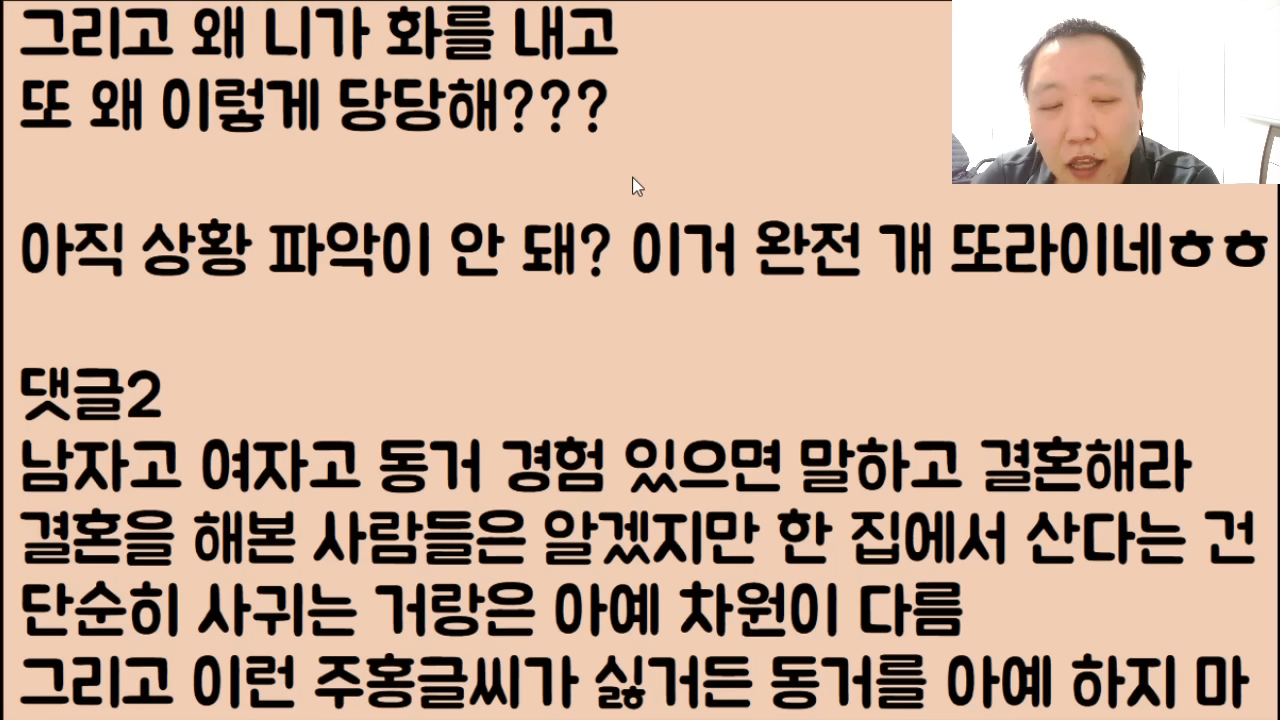 그리고 왜 니가 화를 내고
또 왜 이렇게 당당해???
아직 상황 파악이 안 돼? 이거 완전 개 또라이네ㅎㅎ
댓글2
남자고 여자고 동거 경험 있으면 말하고 결혼해라
결혼을 해본 사람들은 알겠지만 한 집에서 산다는 건
단순히 사귀는 거랑은 아예 차원이 다름
그리고 이런 주홍글씨가 싫거든 동거를 아예 하지 마